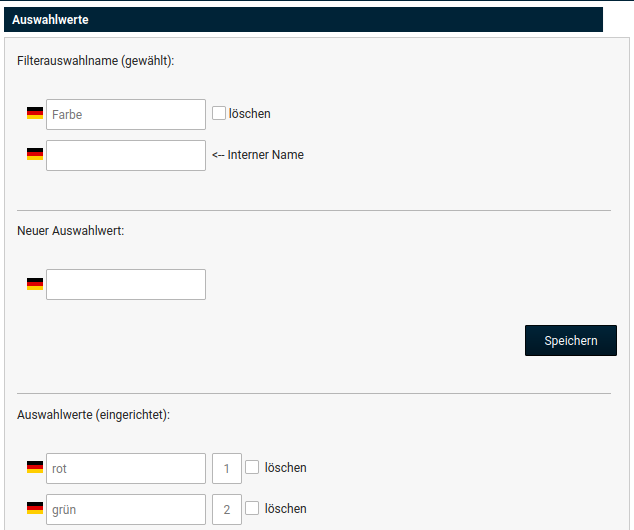 Auswahlwerte
Filterauswahlname (gewählt):
Farbe löschen
<-- Interner Name
Neuer Auswahlwert:
Speichern
Auswahlwerte (eingerichtet):
rot 1 löschen
grün 2 löschen